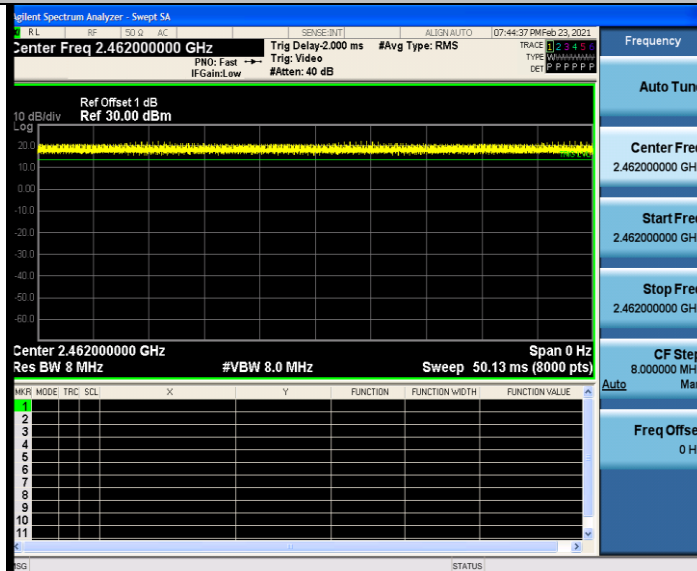 Agilent Spectrum Analyzer - Swept SA
RL RF 50 Ω AC SENSE:INT ALIGN AUTO 07:44:37 PM Feb 23, 2021
Center Freq 2.462000000 GHz
PNO: Fast
IFGain:Low
Trig Delay-2.000 ms
Trig: Video
#Atten: 40 dB
#Avg Type: RMS
TRACE 1 2 3 4 5 6
TYPE W
DET P P P P P P
Ref Offset 1 dB
10 dB/div Ref 30.00 dBm
Log
20.0
10.0
0.00
-10.0
-20.0
-30.0
-40.0
-50.0
-60.0
Center 2.462000000 GHz Span 0 Hz
Res BW 8 MHz #VBW 8.0 MHz Sweep 50.13 ms (8000 pts)
MKR MODE TRC SCL X Y FUNCTION FUNCTION WIDTH FUNCTION VALUE
1
2
3
4
5
6
7
8
9
10
11
MSG STATUS
Frequency
Auto Tun
Center Fre
2.462000000 GH
Start Fre
2.462000000 GH
Stop Fre
2.462000000 GH
CF Step
8.000000 MH
Auto Ma
Freq Offse
0 H